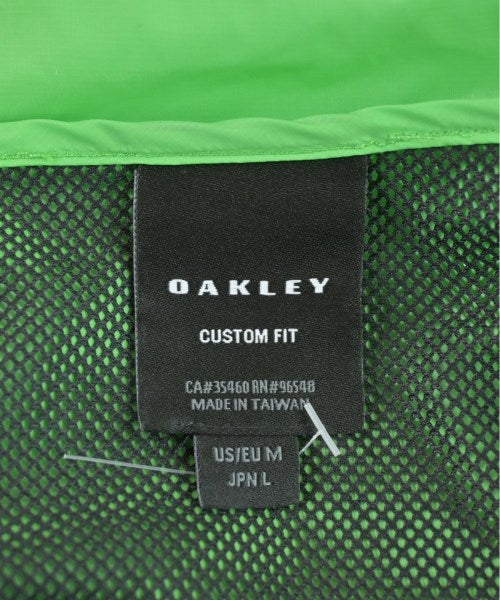 OAKLEY
CUSTOM FIT
CA#35460 RN#96548
MADE IN TAIWAN
US/EU M
JPN L